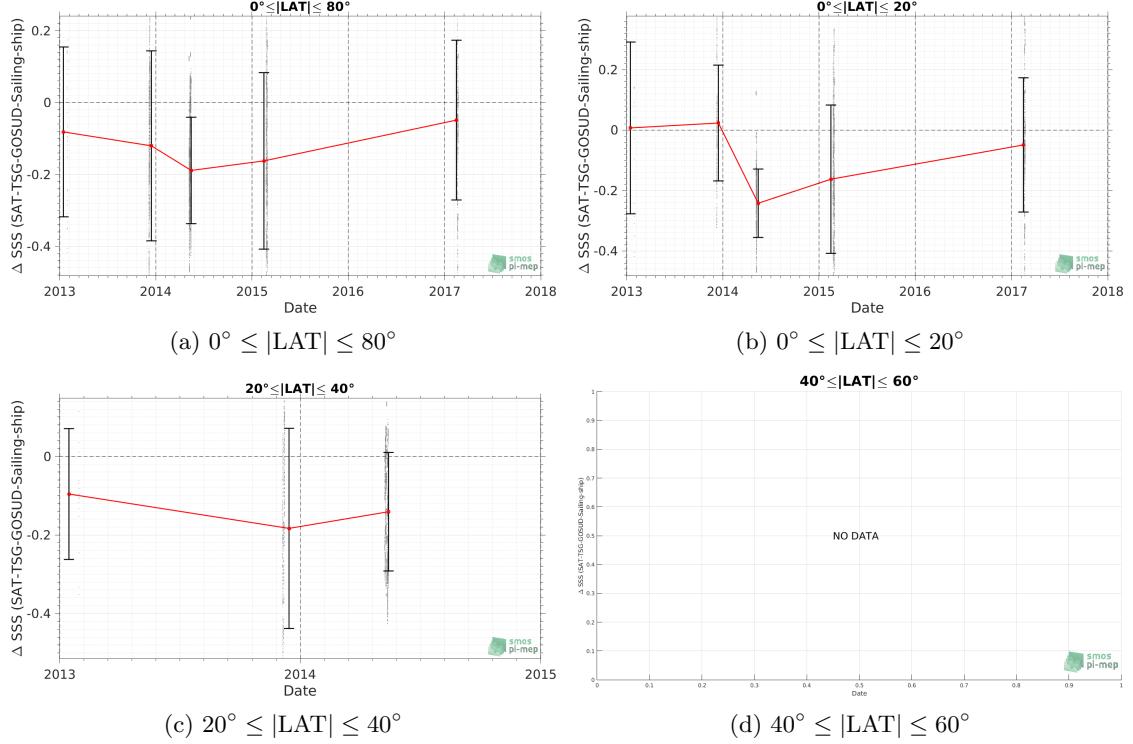 0°≤|LAT|≤ 80°
Δ SSS (SAT-TSG-GOSUD-Sailing-ship)
0.2
0
-0.2
-0.4
2013 2014 2015 2016 2017 2018
Date
smos
pi-mep
(a) 0° ≤ |LAT| ≤ 80°
0°≤|LAT|≤ 20°
Δ SSS (SAT-TSG-GOSUD-Sailing-ship)
0.2
0
-0.2
-0.4
2013 2014 2015 2016 2017 2018
Date
smos
pi-mep
(b) 0° ≤ |LAT| ≤ 20°
20°≤|LAT|≤ 40°
Δ SSS (SAT-TSG-GOSUD-Sailing-ship)
0
-0.2
-0.4
2013 2014 2015
Date
smos
pi-mep
(c) 20° ≤ |LAT| ≤ 40°
40°≤|LAT|≤ 60°
Δ SSS (SAT-TSG-GOSUD-Sailing-ship)
1
0.9
0.8
0.7
0.6
0.5
0.4
0.3
0.2
0.1
0
NO DATA
0 0.1 0.2 0.3 0.4 0.5 0.6 0.7 0.8 0.9 1
Date
smos
pi-mep
(d) 40° ≤ |LAT| ≤ 60°